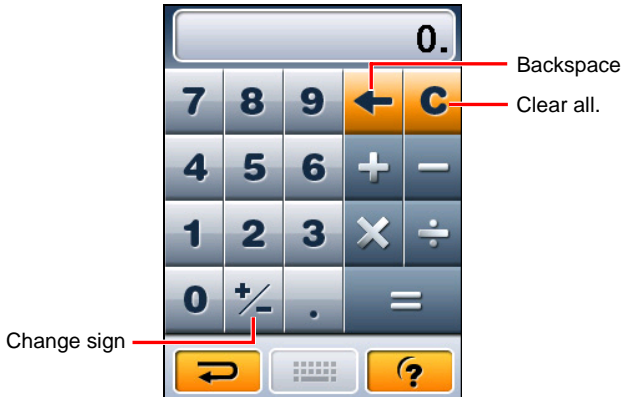 0.
Backspace
7 8 9 ← C
Clear all.
4 5 6 + −
1 2 3 × ÷
0 +/− . =
Change sign
?